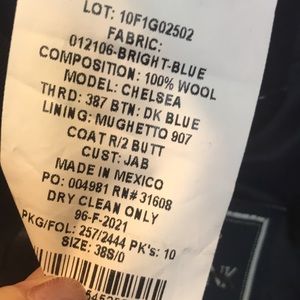 LOT: 10F1G02502
FABRIC:
012106-BRIGHT-BLUE
COMPOSITION: 100% WOOL
MODEL: CHELSEA
THRD: 387 BTN: DK BLUE
LINING: MUGHETTO 907
COAT R/2 BUTT
CUST: JAB
MADE IN MEXICO
PO: 004981 RN# 31608
DRY CLEAN ONLY
96-F-2021
PKG/FOL: 257/2444 PK's: 10
SIZE: 38S/0